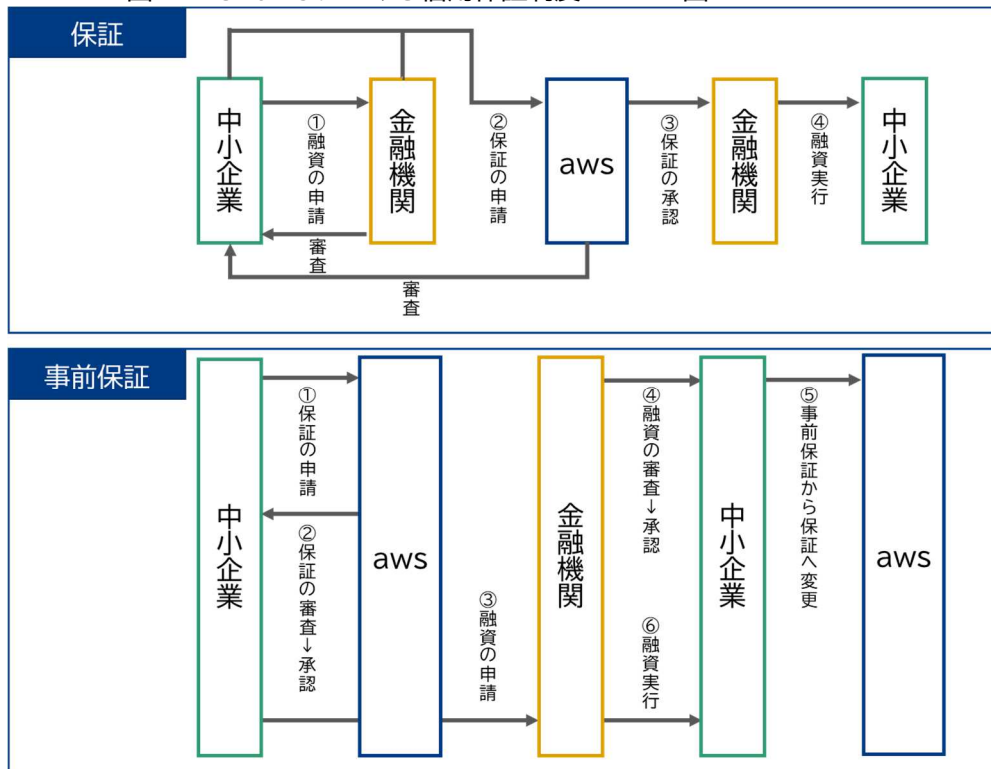 保証
中小企業
①融資の申請
審査
金融機関
②保証の申請
aws
審査
③保証の承認
金融機関
④融資実行
中小企業
事前保証
中小企業
①保証の申請
②保証の審査→承認
aws
③融資の申請
金融機関
④融資の審査→承認
⑥融資実行
中小企業
⑤事前保証から保証へ変更
aws